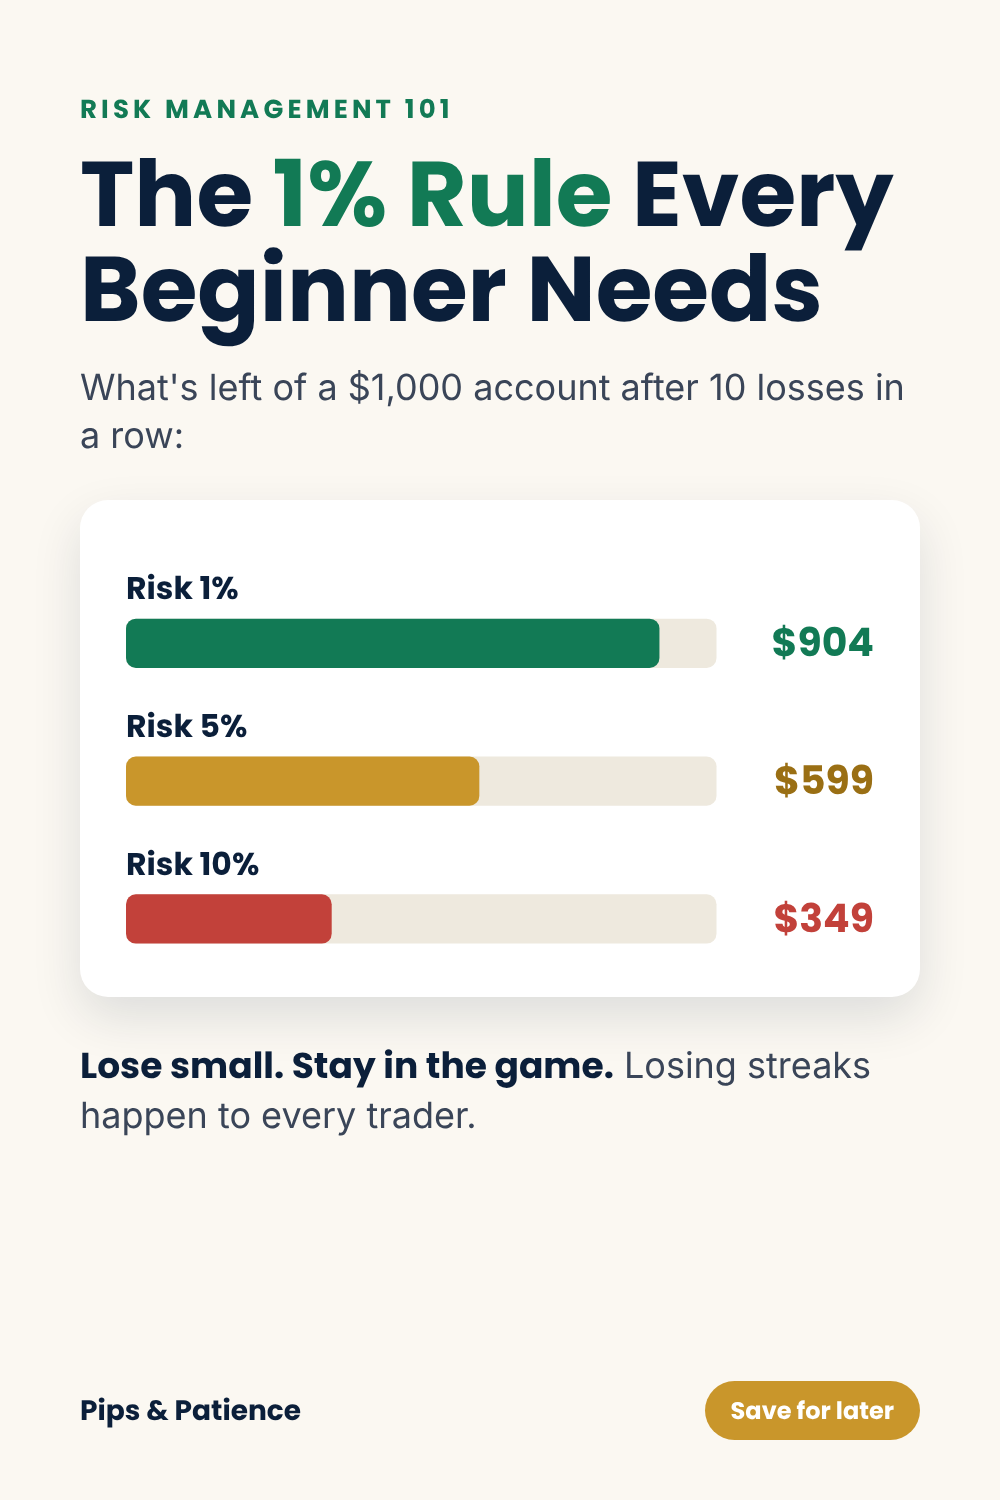 RISK MANAGEMENT 101
The 1% Rule Every
Beginner Needs
What's left of a $1,000 account after 10 losses in
a row:
Risk 1%
$904
Risk 5%
$599
Risk 10%
$349
Lose small. Stay in the game. Losing streaks
happen to every trader.
Pips & Patience
Save for later